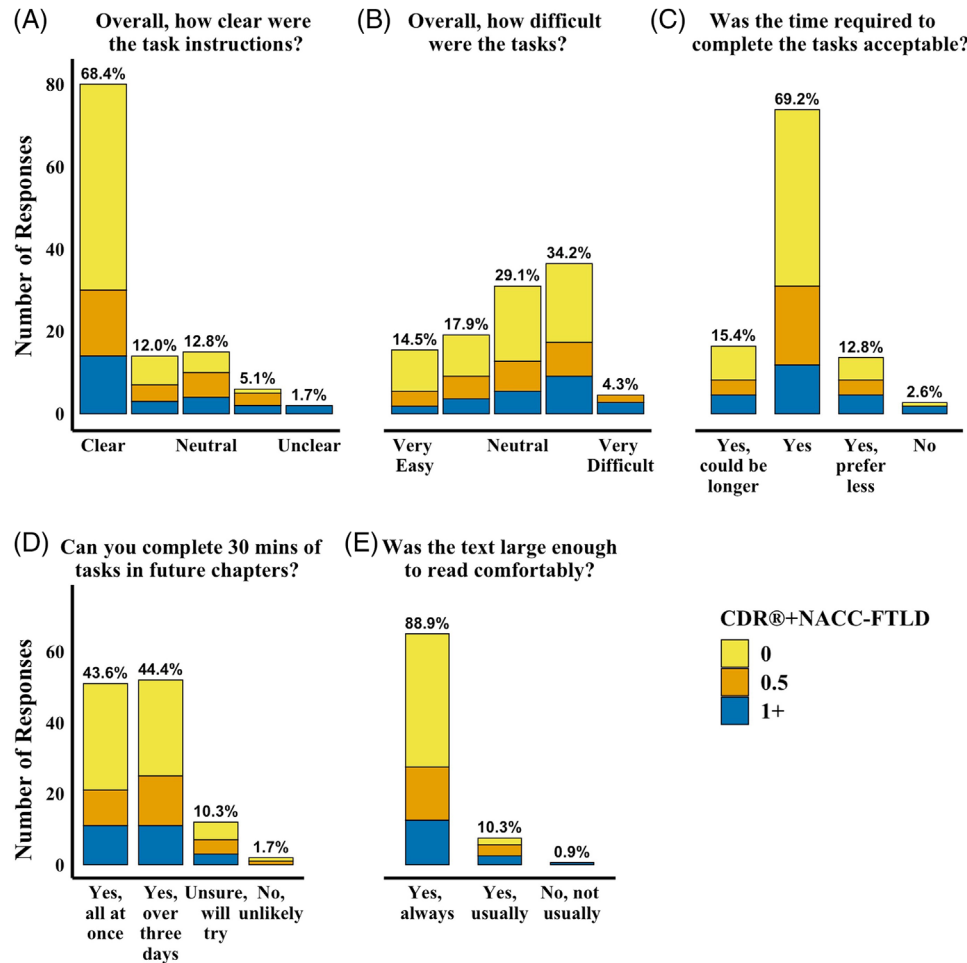 (A) Overall, how clear were
the task instructions?
(B) Overall, how difficult
were the tasks?
(C) Was the time required to
complete the tasks acceptable?
Number of Responses
80
60
40
20
0
68.4%
12.0%
12.8%
5.1%
1.7%
Clear
Neutral
Unclear
14.5%
17.9%
29.1%
34.2%
4.3%
Very
Easy
Neutral
Very
Difficult
15.4%
69.2%
12.8%
2.6%
Yes,
could be
longer
Yes
Yes,
prefer
less
No
(D) Can you complete 30 mins of
tasks in future chapters?
(E) Was the text large enough
to read comfortably?
Number of Responses
60
40
20
0
43.6%
44.4%
10.3%
1.7%
Yes,
all at
once
Yes,
over
three
days
Unsure,
will
try
No,
unlikely
88.9%
10.3%
0.9%
Yes,
always
Yes,
usually
No, not
usually
CDR®+NACC-FTLD
0
0.5
1+